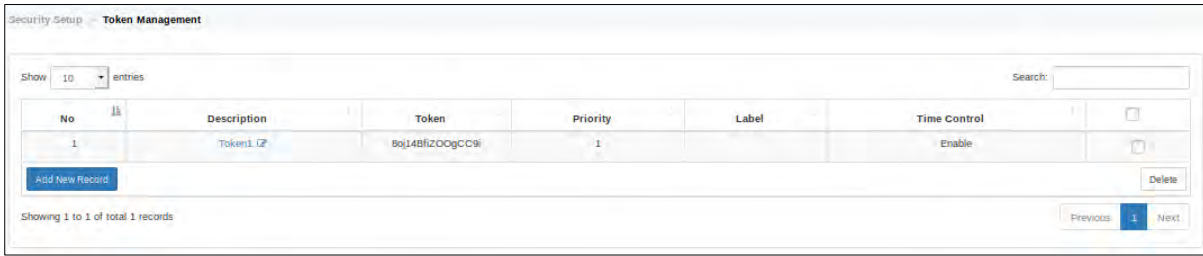 Security Setup – Token Management
Show 10 entries Search:
No Description Token Priority Label Time Control
1 Token1 8oj14BfiZOOgCC9i 1 Enable
Add New Record Delete
Showing 1 to 1 of total 1 records Previous 1 Next